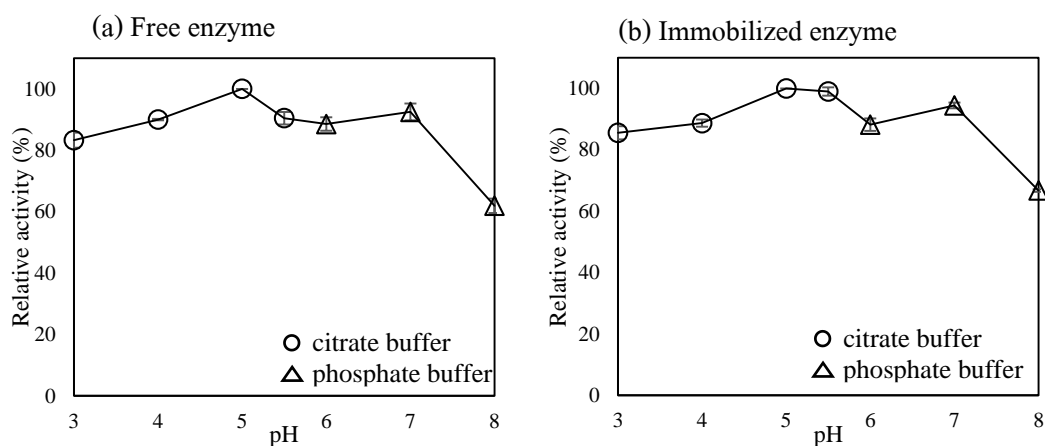 (a) Free enzyme
Relative activity (%)
100
80
60
40
20
0
3 4 5 6 7 8
pH
citrate buffer
phosphate buffer
(b) Immobilized enzyme
Relative activity (%)
100
80
60
40
20
0
3 4 5 6 7 8
pH
citrate buffer
phosphate buffer